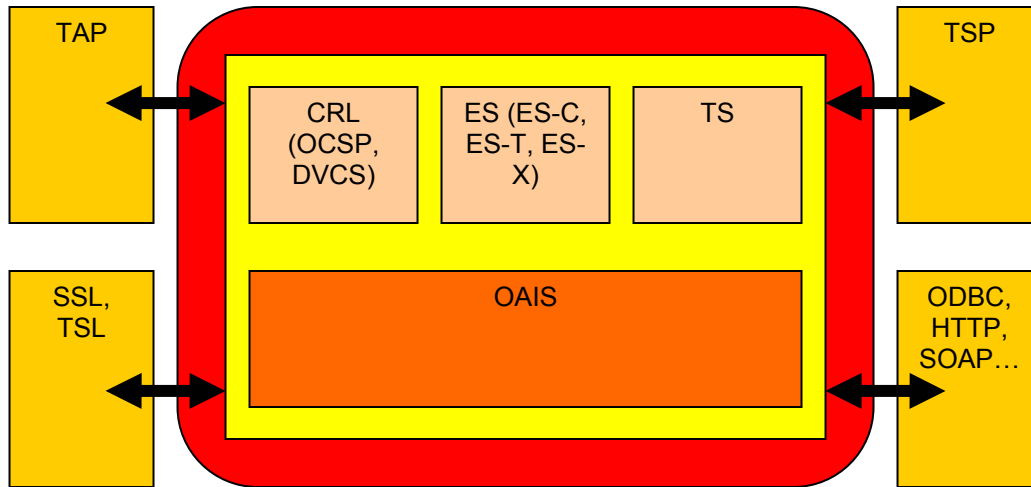 TAP
TSP
CRL
(OCSP,
DVCS)
ES (ES-C,
ES-T, ES-
X)
TS
SSL,
TSL
OAIS
ODBC,
HTTP,
SOAP…